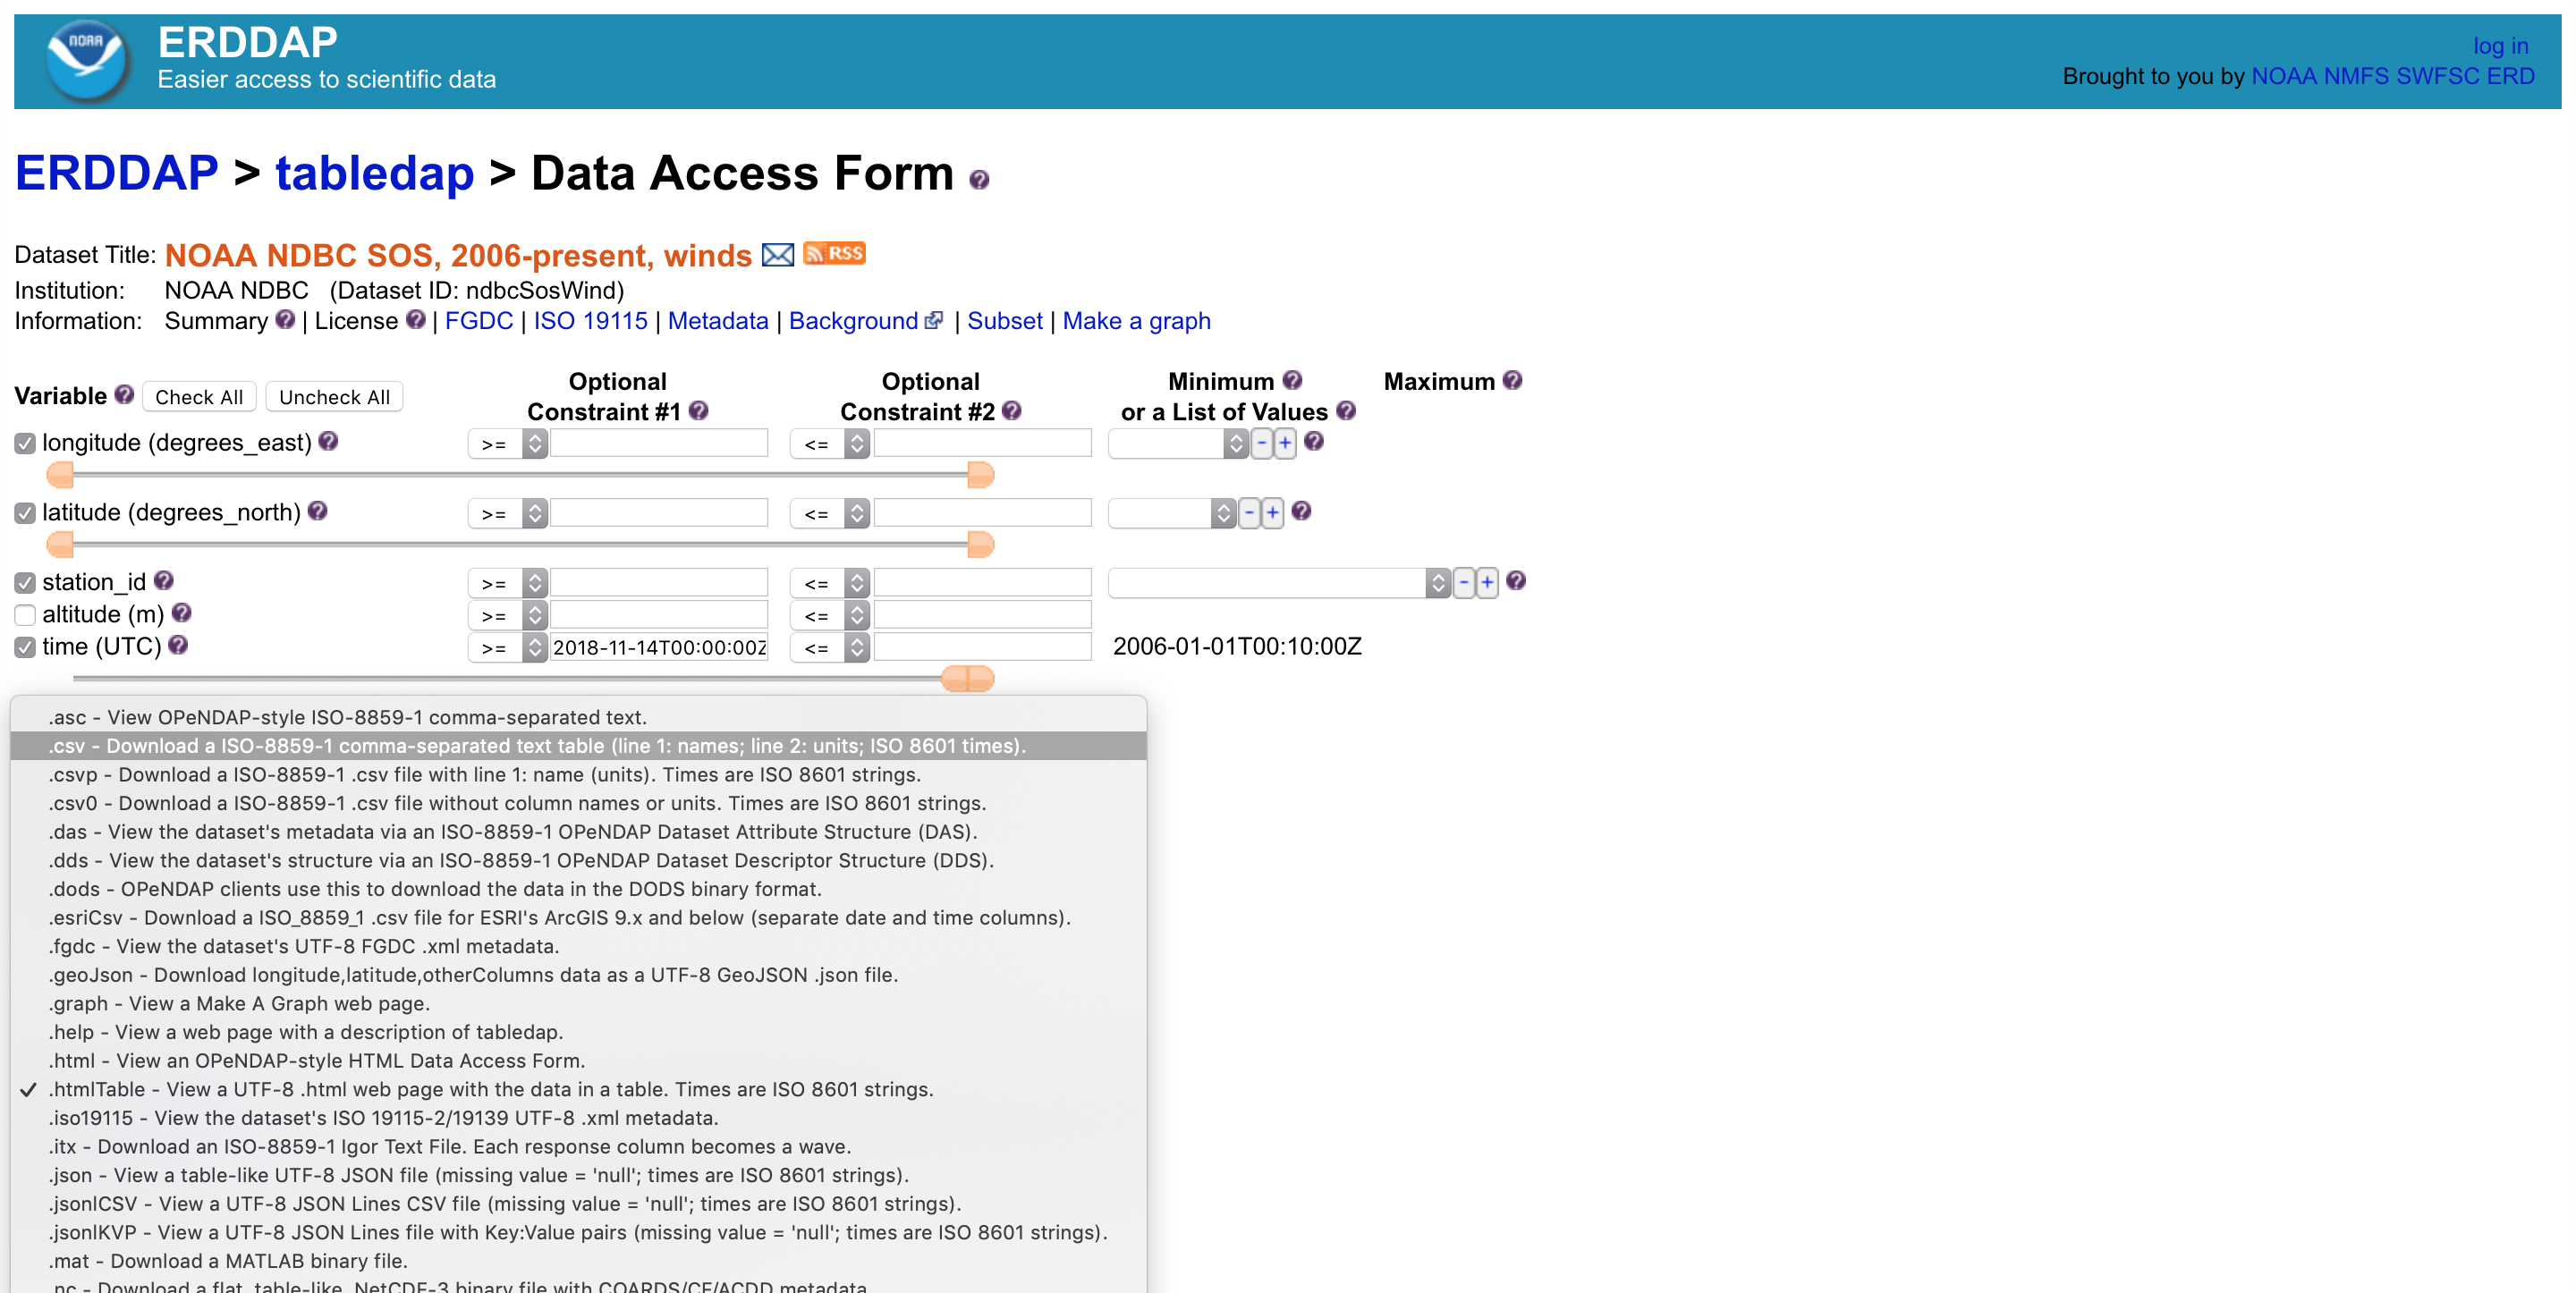 NOAA
ERDDAP
Easier access to scientific data
log in
Brought to you by NOAA NMFS SWFSC ERD
ERDDAP > tabledap > Data Access Form ?
Dataset Title: NOAA NDBC SOS, 2006-present, winds RSS
Institution: NOAA NDBC (Dataset ID: ndbcSosWind)
Information: Summary ? | License ? | FGDC | ISO 19115 | Metadata | Background | Subset | Make a graph
Variable ? Check All Uncheck All
Optional Constraint #1 ?
Optional Constraint #2 ?
Minimum ? or a List of Values ?
Maximum ?
longitude (degrees_east) ? >= <= - + ?
latitude (degrees_north) ? >= <= - + ?
station_id ? >= <= - + ?
altitude (m) ? >= <=
time (UTC) ? >= 2018-11-14T00:00:00Z <= 2006-01-01T00:10:00Z
.asc - View OPeNDAP-style ISO-8859-1 comma-separated text.
.csv - Download a ISO-8859-1 comma-separated text table (line 1: names; line 2: units; ISO 8601 times).
.csvp - Download a ISO-8859-1 .csv file with line 1: name (units). Times are ISO 8601 strings.
.csv0 - Download a ISO-8859-1 .csv file without column names or units. Times are ISO 8601 strings.
.das - View the dataset's metadata via an ISO-8859-1 OPeNDAP Dataset Attribute Structure (DAS).
.dds - View the dataset's structure via an ISO-8859-1 OPeNDAP Dataset Descriptor Structure (DDS).
.dods - OPeNDAP clients use this to download the data in the DODS binary format.
.esriCsv - Download a ISO_8859_1 .csv file for ESRI's ArcGIS 9.x and below (separate date and time columns).
.fgdc - View the dataset's UTF-8 FGDC .xml metadata.
.geoJson - Download longitude,latitude,otherColumns data as a UTF-8 GeoJSON .json file.
.graph - View a Make A Graph web page.
.help - View a web page with a description of tabledap.
.html - View an OPeNDAP-style HTML Data Access Form.
.htmlTable - View a UTF-8 .html web page with the data in a table. Times are ISO 8601 strings.
.iso19115 - View the dataset's ISO 19115-2/19139 UTF-8 .xml metadata.
.itx - Download an ISO-8859-1 Igor Text File. Each response column becomes a wave.
.json - View a table-like UTF-8 JSON file (missing value = 'null'; times are ISO 8601 strings).
.jsonlCSV - View a UTF-8 JSON Lines CSV file (missing value = 'null'; times are ISO 8601 strings).
.jsonlKVP - View a UTF-8 JSON Lines file with Key:Value pairs (missing value = 'null'; times are ISO 8601 strings).
.mat - Download a MATLAB binary file.
.nc - Download a flat, table-like, NetCDF-3 binary file with COARDS/CF/ACDD metadata.